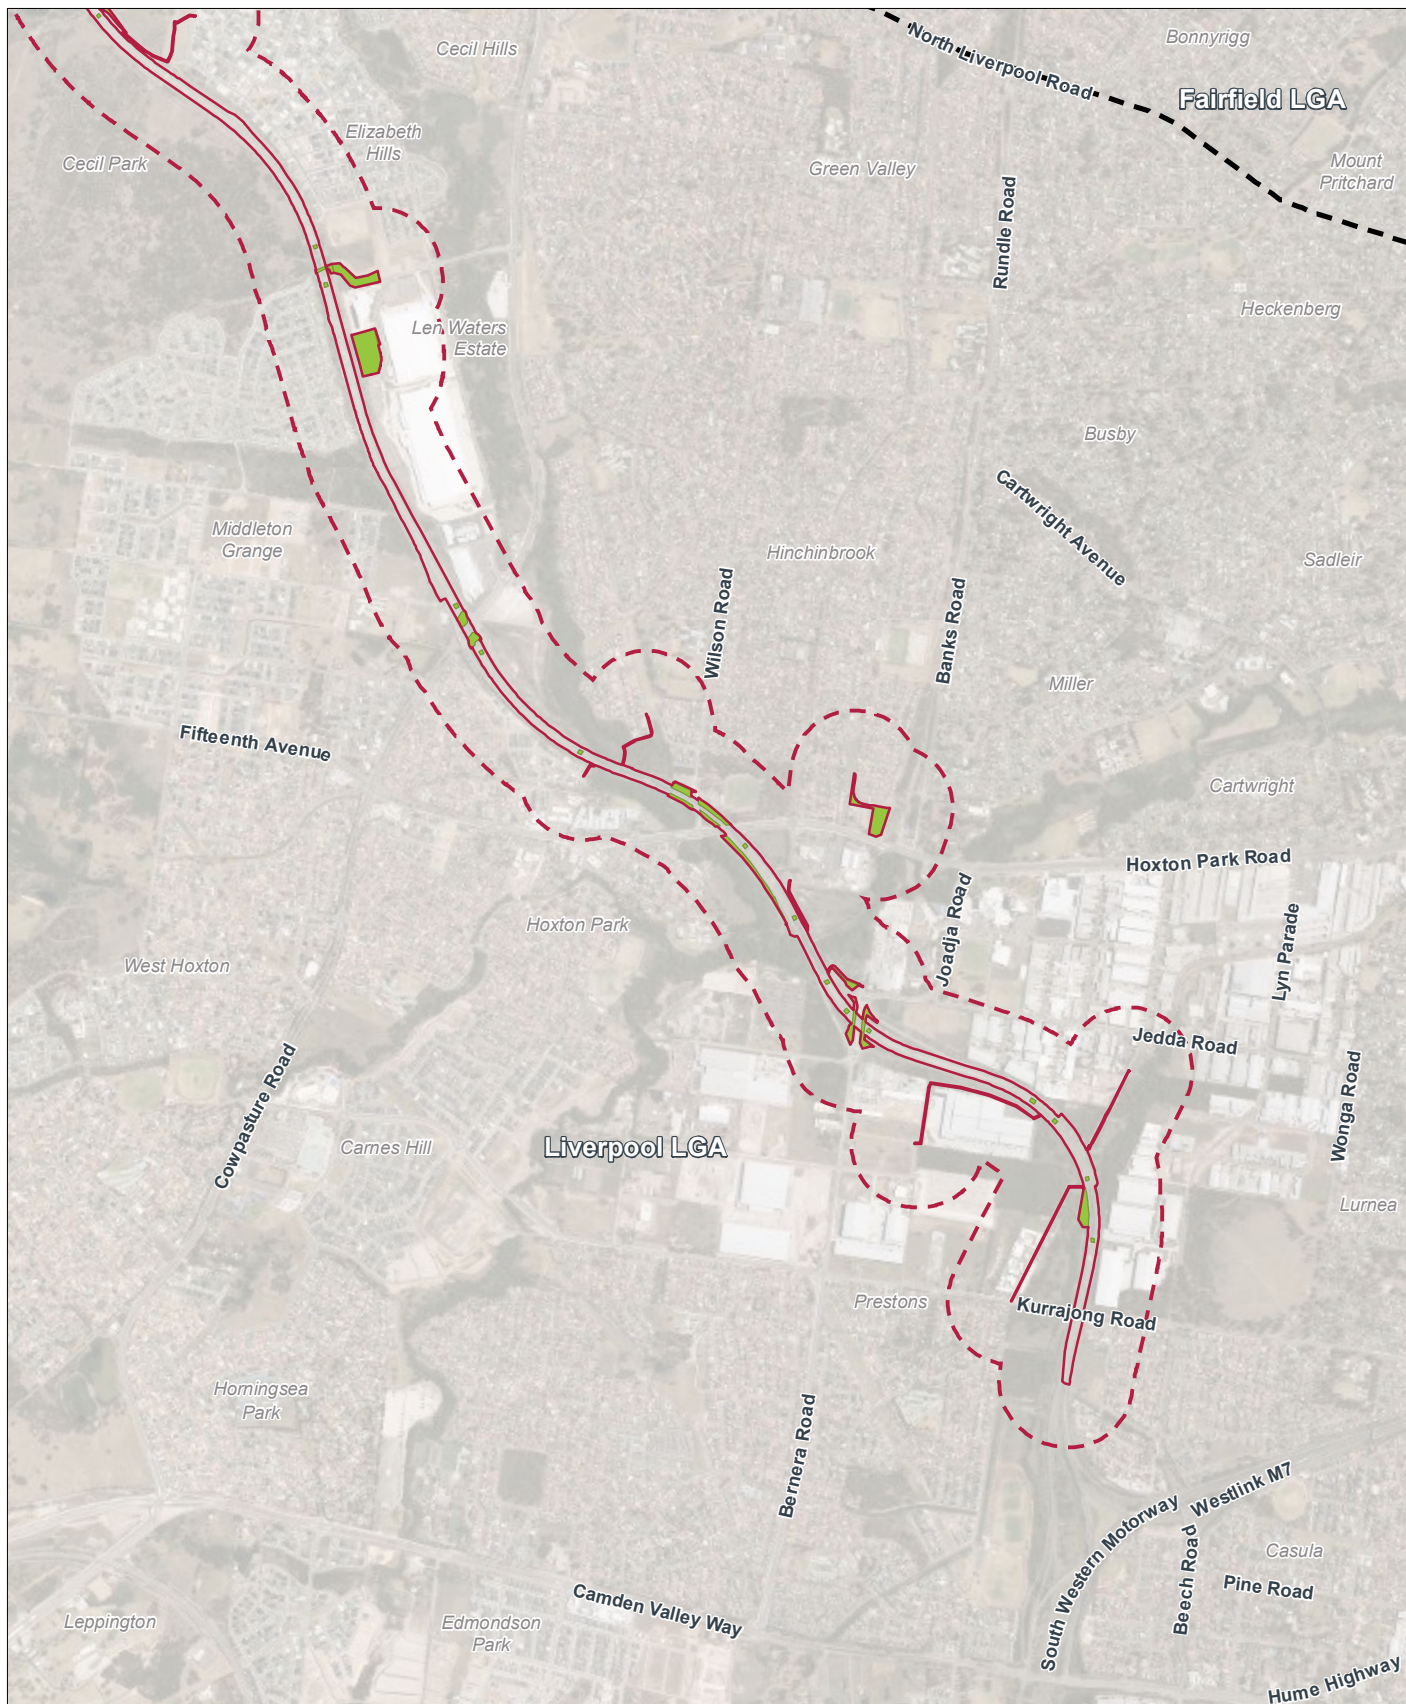 Cecil Hills
North Liverpool Road
Bonnyrigg
Fairfield LGA
Elizabeth
Hills
Cecil Park
Green Valley
Mount
Pritchard
Rundle Road
Heckenberg
Len Waters
Estate
Busby
Cartwright Avenue
Middleton
Grange
Hinchinbrook
Sadleir
Wilson Road
Banks Road
Miller
Fifteenth Avenue
Cartwright
Hoxton Park Road
Hoxton Park
Joadja Road
Lyn Parade
West Hoxton
Jedda Road
Cowpasture Road
Wonga Road
Carnes Hill
Liverpool LGA
Lurnea
Prestons
Kurrajong Road
Horningsea
Park
Bernera Road
Westlink M7
South Western Motorway
Beech Road
Casula
Pine Road
Camden Valley Way
Leppington
Edmondson
Park
Hume Highway